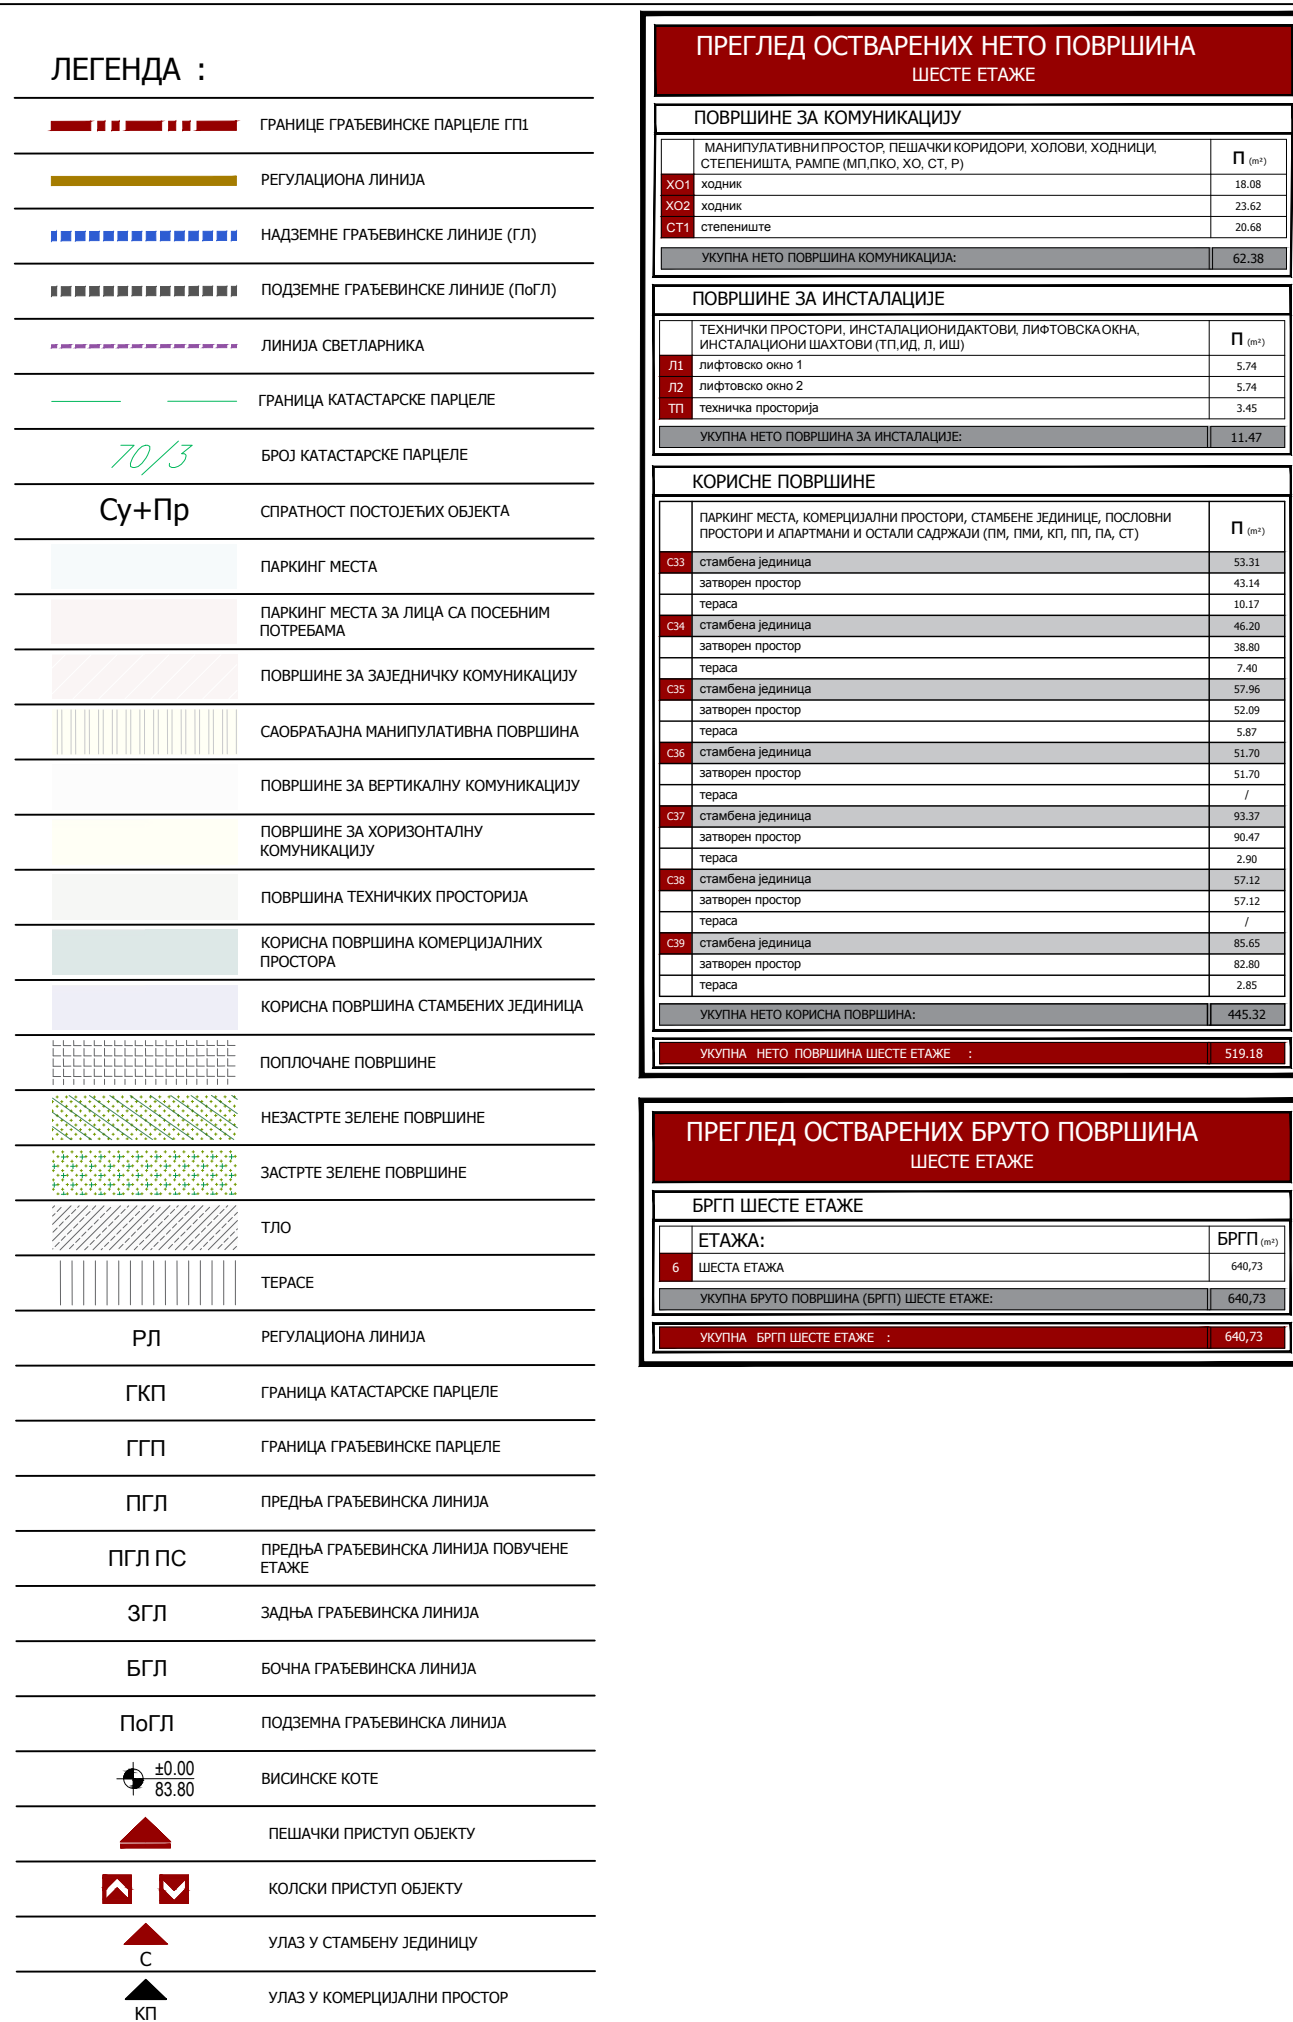 ЛЕГЕНДА :
ГРАНИЦЕ ГРАЂЕВИНСКЕ ПАРЦЕЛЕ ГП1
РЕГУЛАЦИОНА ЛИНИЈА
НАДЗЕМНЕ ГРАЂЕВИНСКЕ ЛИНИЈЕ (ГЛ)
ПОДЗЕМНЕ ГРАЂЕВИНСКЕ ЛИНИЈЕ (ПоГЛ)
ЛИНИЈА СВЕТЛАРНИКА
ГРАНИЦА КАТАСТАРСКЕ ПАРЦЕЛЕ
70/3 БРОЈ КАТАСТАРСКЕ ПАРЦЕЛЕ
Су+Пр СПРАТНОСТ ПОСТОЈЕЋИХ ОБЈЕКТА
ПАРКИНГ МЕСТА
ПАРКИНГ МЕСТА ЗА ЛИЦА СА ПОСЕБНИМ
ПОТРЕБАМА
ПОВРШИНЕ ЗА ЗАЈЕДНИЧКУ КОМУНИКАЦИЈУ
САОБРАЋАЈНА МАНИПУЛАТИВНА ПОВРШИНА
ПОВРШИНЕ ЗА ВЕРТИКАЛНУ КОМУНИКАЦИЈУ
ПОВРШИНЕ ЗА ХОРИЗОНТАЛНУ
КОМУНИКАЦИЈУ
ПОВРШИНА ТЕХНИЧКИХ ПРОСТОРИЈА
КОРИСНА ПОВРШИНА КОМЕРЦИЈАЛНИХ
ПРОСТОРА
КОРИСНА ПОВРШИНА СТАМБЕНИХ ЈЕДИНИЦА
ПОПЛОЧАНЕ ПОВРШИНЕ
НЕЗАСТРТЕ ЗЕЛЕНЕ ПОВРШИНЕ
ЗАСТРТЕ ЗЕЛЕНЕ ПОВРШИНЕ
ТЛО
ТЕРАСЕ
РЛ РЕГУЛАЦИОНА ЛИНИЈА
ГКП ГРАНИЦА КАТАСТАРСКЕ ПАРЦЕЛЕ
ГГП ГРАНИЦА ГРАЂЕВИНСКЕ ПАРЦЕЛЕ
ПГЛ ПРЕДЊА ГРАЂЕВИНСКА ЛИНИЈА
ПГЛ ПС ПРЕДЊА ГРАЂЕВИНСКА ЛИНИЈА ПОВУЧЕНЕ
ЕТАЖЕ
ЗГЛ ЗАДЊА ГРАЂЕВИНСКА ЛИНИЈА
БГЛ БОЧНА ГРАЂЕВИНСКА ЛИНИЈА
ПоГЛ ПОДЗЕМНА ГРАЂЕВИНСКА ЛИНИЈА
±0.00
83.80 ВИСИНСКЕ КОТЕ
ПЕШАЧКИ ПРИСТУП ОБЈЕКТУ
КОЛСКИ ПРИСТУП ОБЈЕКТУ
С УЛАЗ У СТАМБЕНУ ЈЕДИНИЦУ
КП УЛАЗ У КОМЕРЦИЈАЛНИ ПРОСТОР
ПРЕГЛЕД ОСТВАРЕНИХ НЕТО ПОВРШИНА
ШЕСТЕ ЕТАЖЕ
ПОВРШИНЕ ЗА КОМУНИКАЦИЈУ
МАНИПУЛАТИВНИ ПРОСТОР, ПЕШАЧКИ КОРИДОРИ, ХОЛОВИ, ХОДНИЦИ,
СТЕПЕНИШТА, РАМПЕ (МП,ПКО, ХО, СТ, Р) П (m²)
ХО1 ходник 18.08
ХО2 ходник 23.62
СТ1 степениште 20.68
УКУПНА НЕТО ПОВРШИНА КОМУНИКАЦИЈА: 62.38
ПОВРШИНЕ ЗА ИНСТАЛАЦИЈЕ
ТЕХНИЧКИ ПРОСТОРИ, ИНСТАЛАЦИОНИ ДАКТОВИ, ЛИФТОВСКА ОКНА,
ИНСТАЛАЦИОНИ ШАХТОВИ (ТП,ИД, Л, ИШ) П (m²)
Л1 лифтовско окно 1 5.74
Л2 лифтовско окно 2 5.74
ТП техничка просторија 3.45
УКУПНА НЕТО ПОВРШИНА ЗА ИНСТАЛАЦИЈЕ: 11.47
КОРИСНЕ ПОВРШИНЕ
ПАРКИНГ МЕСТА, КОМЕРЦИЈАЛНИ ПРОСТОРИ, СТАМБЕНЕ ЈЕДИНИЦЕ, ПОСЛОВНИ
ПРОСТОРИ И АПАРТМАНИ И ОСТАЛИ САДРЖАЈИ (ПМ, ПМИ, КП, ПП, ПА, СТ) П (m²)
С33 стамбена јединица 53.31
затворен простор 43.14
тераса 10.17
С34 стамбена јединица 46.20
затворен простор 38.80
тераса 7.40
С35 стамбена јединица 57.96
затворен простор 52.09
тераса 5.87
С36 стамбена јединица 51.70
затворен простор 51.70
тераса /
С37 стамбена јединица 93.37
затворен простор 90.47
тераса 2.90
С38 стамбена јединица 57.12
затворен простор 57.12
тераса /
С39 стамбена јединица 85.65
затворен простор 82.80
тераса 2.85
УКУПНА НЕТО КОРИСНА ПОВРШИНА: 445.32
УКУПНА НЕТО ПОВРШИНА ШЕСТЕ ЕТАЖЕ : 519.18
ПРЕГЛЕД ОСТВАРЕНИХ БРУТО ПОВРШИНА
ШЕСТЕ ЕТАЖЕ
БРГП ШЕСТЕ ЕТАЖЕ
ЕТАЖА: БРГП (m²)
6 ШЕСТА ЕТАЖА 640,73
УКУПНА БРУТО ПОВРШИНА (БРГП) ШЕСТЕ ЕТАЖЕ: 640,73
УКУПНА БРГП ШЕСТЕ ЕТАЖЕ : 640,73